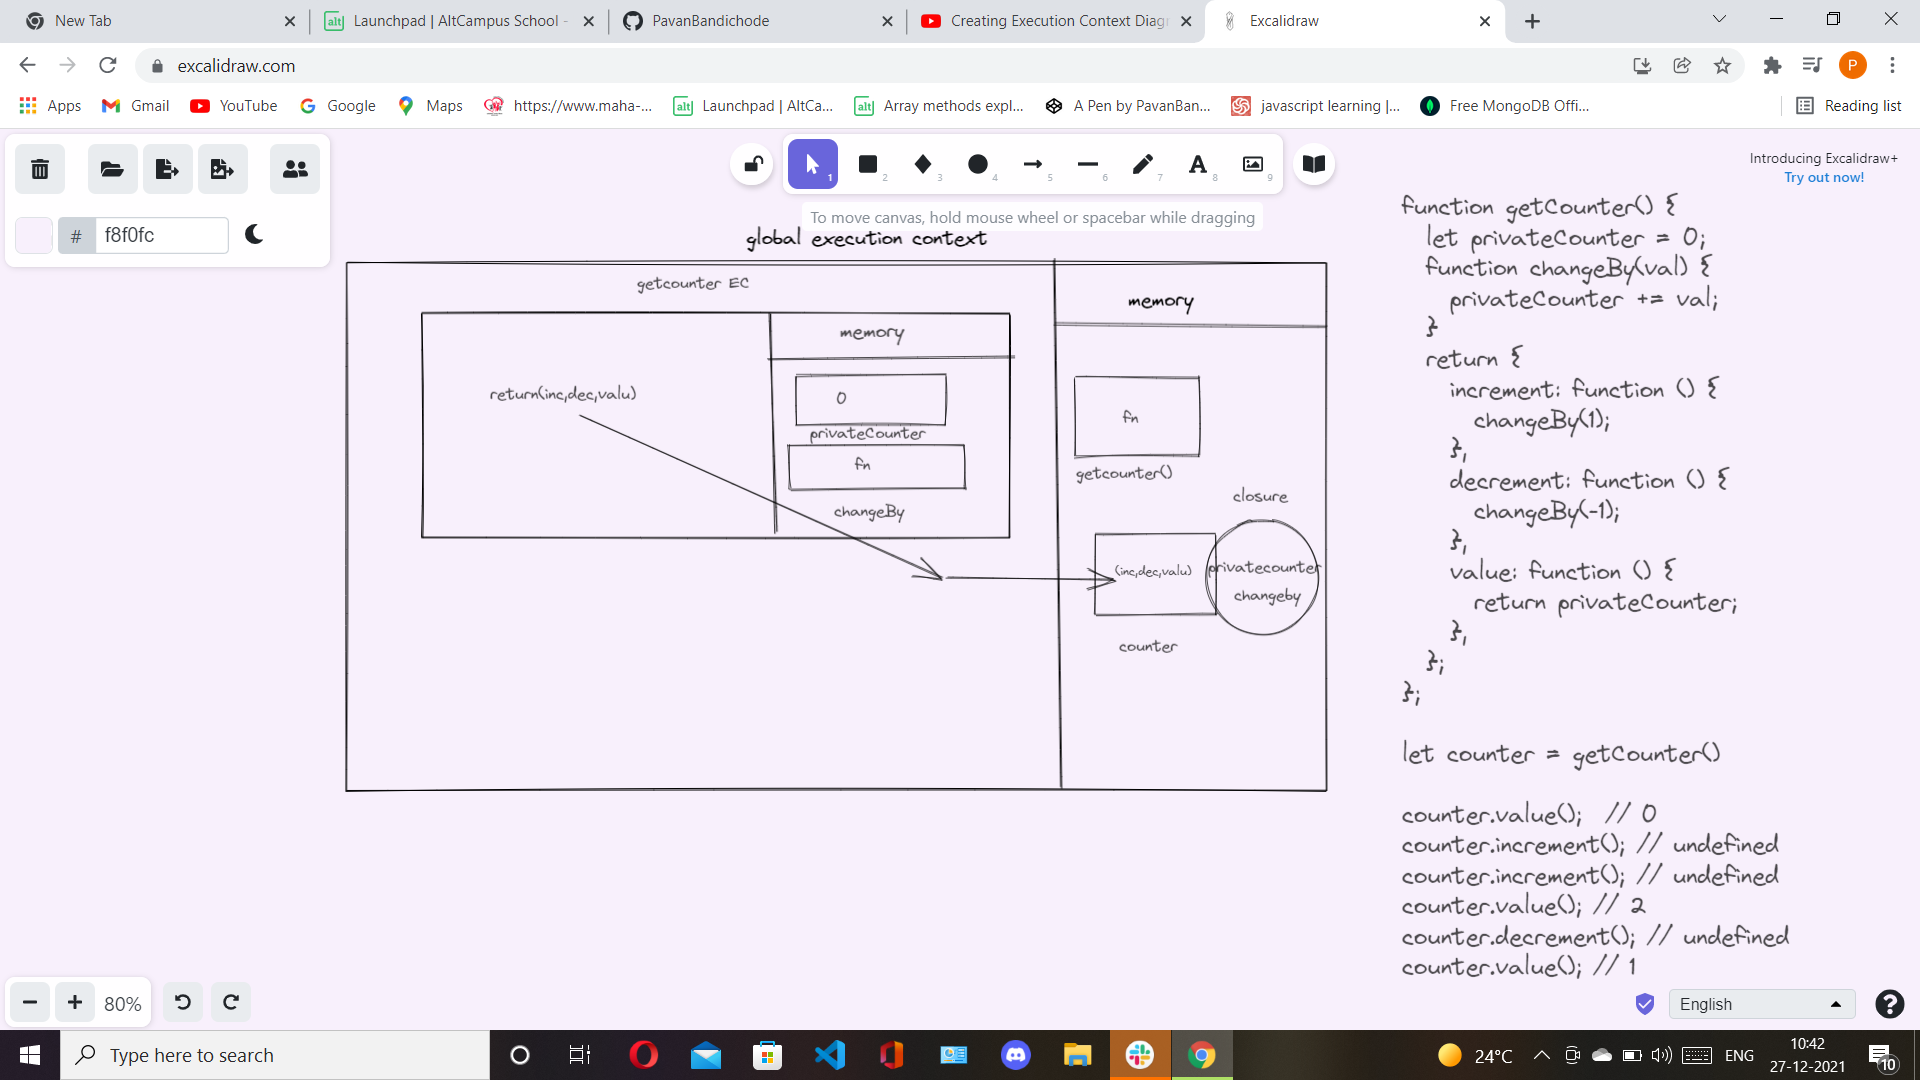 New Tab
Launchpad | AltCampus School -
PavanBandichode
Creating Execution Context Diagr
Excalidraw
excalidraw.com
P
Apps
Gmail
YouTube
Google
Maps
https://www.maha-...
Launchpad | AltCa...
Array methods expl...
A Pen by PavanBan...
javascript learning |...
Free MongoDB Offi...
Reading list
1
2
3
4
5
6
7
8
9
A
Introducing Excalidraw+
Try out now!
To move canvas, hold mouse wheel or spacebar while dragging
# f8f0fc
global execution context
getcounter EC
memory
return(inc,dec,valu)
0
privateCounter
fn
changeBy
memory
fn
getcounter()
closure
(inc,dec,valu)
privatecounter
changeby
counter
function getCounter() {
let privateCounter = 0;
function changeBy(val) {
privateCounter += val;
}
return {
increment: function () {
changeBy(1);
},
decrement: function () {
changeBy(-1);
},
value: function () {
return privateCounter;
},
};
};
let counter = getCounter()
counter.value(); // 0
counter.increment(); // undefined
counter.increment(); // undefined
counter.value(); // 2
counter.decrement(); // undefined
counter.value(); // 1
80%
English
?
Type here to search
24°C
ENG
10:42
27-12-2021
10